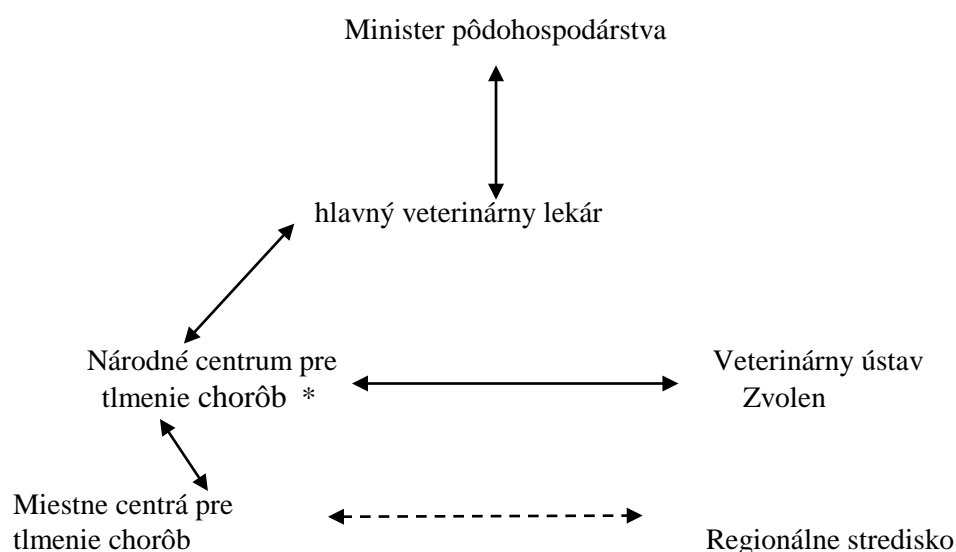 Minister pôdohospodárstva
hlavný veterinárny lekár
Národné centrum pre
tlmenie chorôb *
Veterinárny ústav
Zvolen
Miestne centrá pre
tlmenie chorôb
Regionálne stredisko